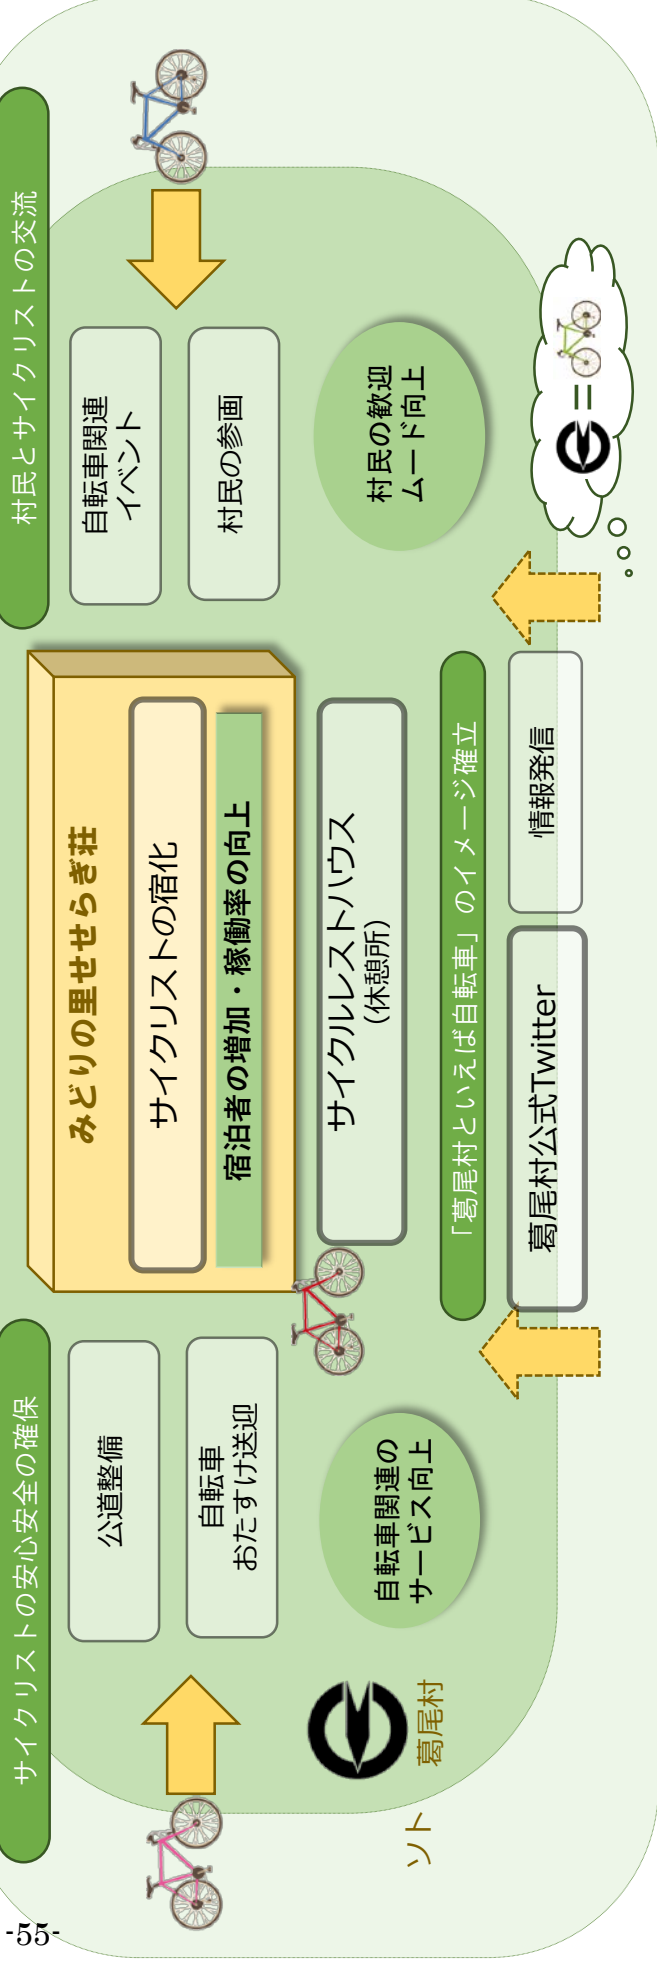 サイクリストの安心安全の確保
公道整備
自転車
おたすけ送迎
自転車関連の
サービス向上
葛尾村
ソト
みどりの里せせらぎ荘
サイクリストの宿化
宿泊者の増加・稼働率の向上
サイクルレストハウス
(休憩所)
「葛尾村といえば自転車」のイメージ確立
葛尾村公式Twitter
情報発信
村民とサイクリストの交流
自転車関連
イベント
村民の参画
村民の歓迎
ムード向上
=
-55-